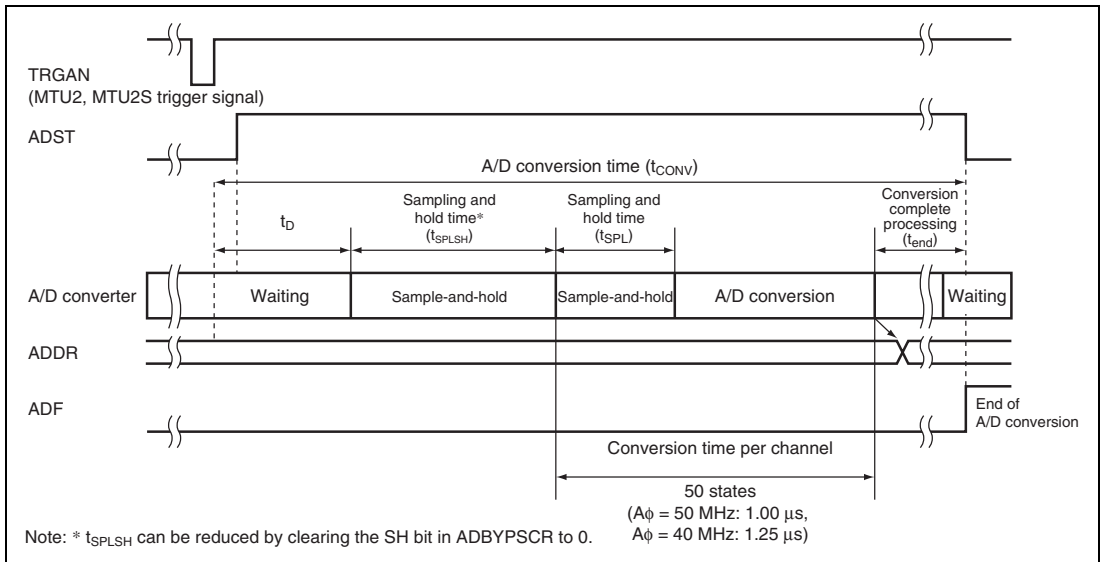 TRGAN
(MTU2, MTU2S trigger signal)
ADST
A/D conversion time (tCONV)
tD
Sampling and
hold time*
(tSPLSH)
Sampling and
hold time
(tSPL)
Conversion
complete
processing
(tend)
A/D converter
Waiting
Sample-and-hold
Sample-and-hold
A/D conversion
Waiting
ADDR
ADF
End of
A/D conversion
Conversion time per channel
50 states
(Aϕ = 50 MHz: 1.00 μs,
Aϕ = 40 MHz: 1.25 μs)
Note: * tSPLSH can be reduced by clearing the SH bit in ADBYPSCR to 0.